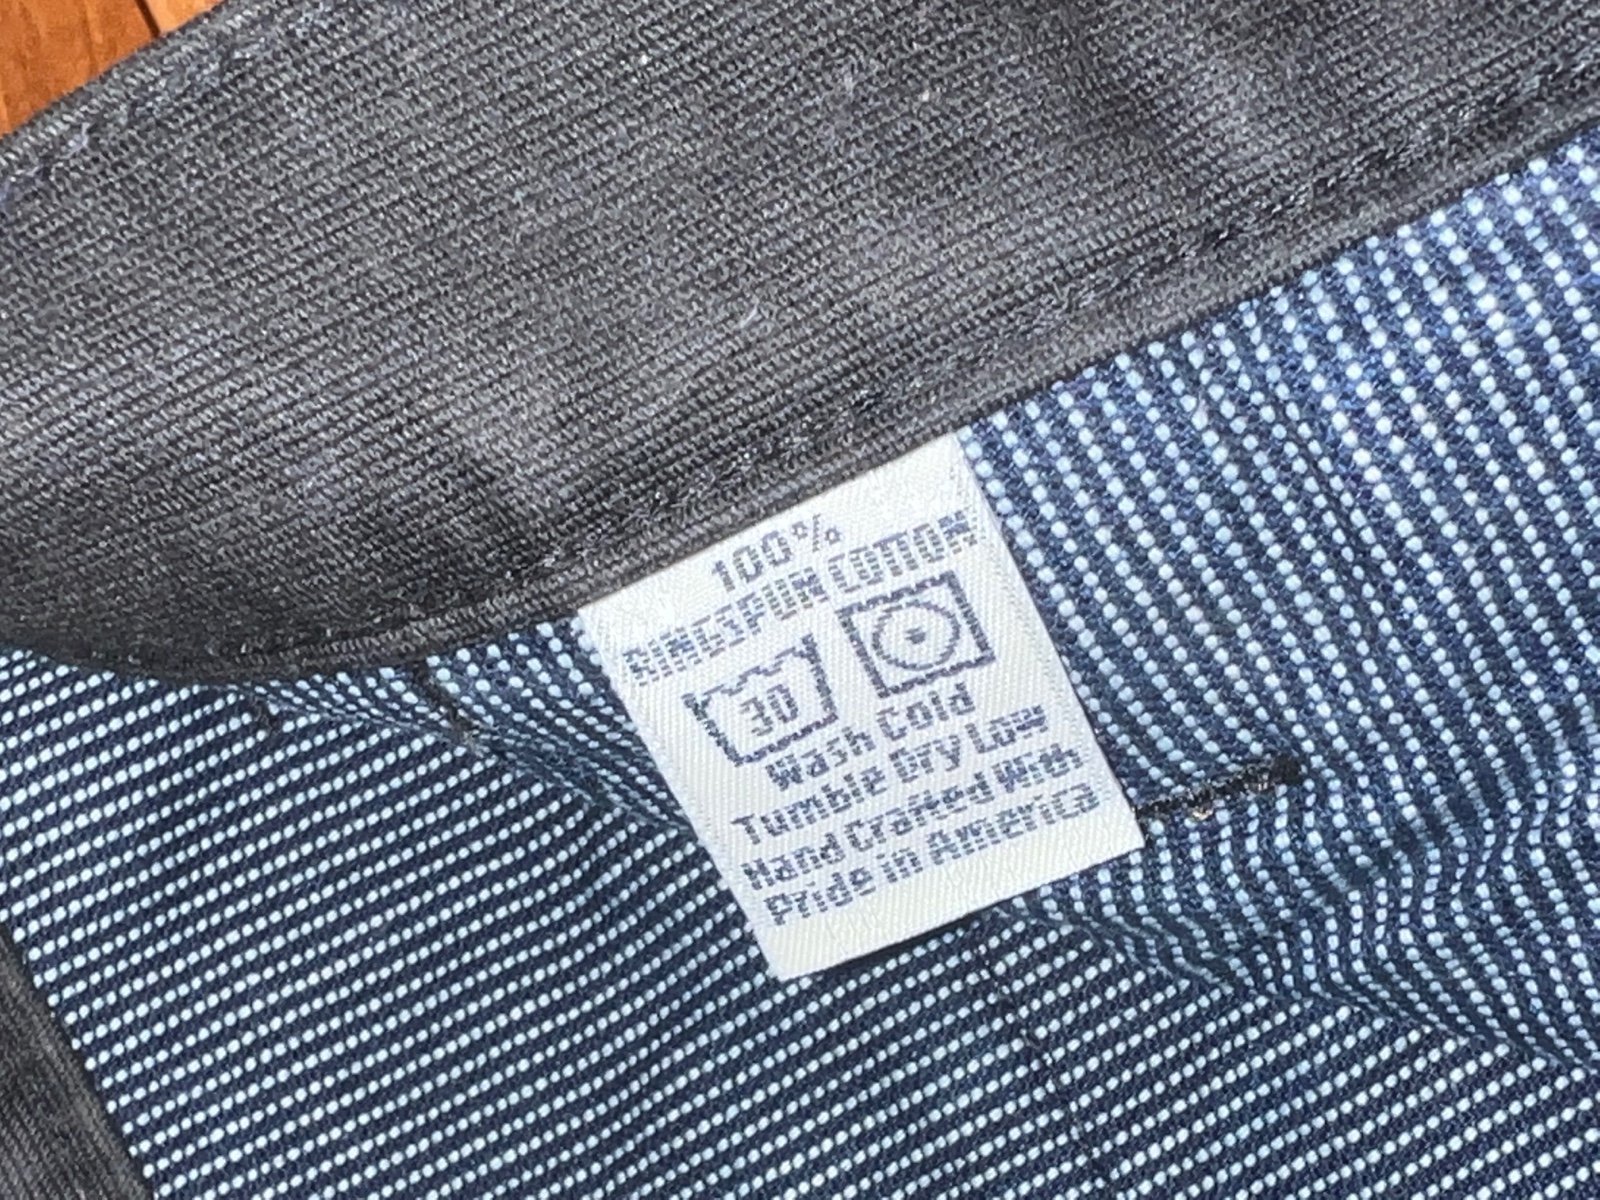 100%
RINGSPUN COTTON
30
Wash Cold
Tumble Dry Low
Hand Crafted With
Pride in America